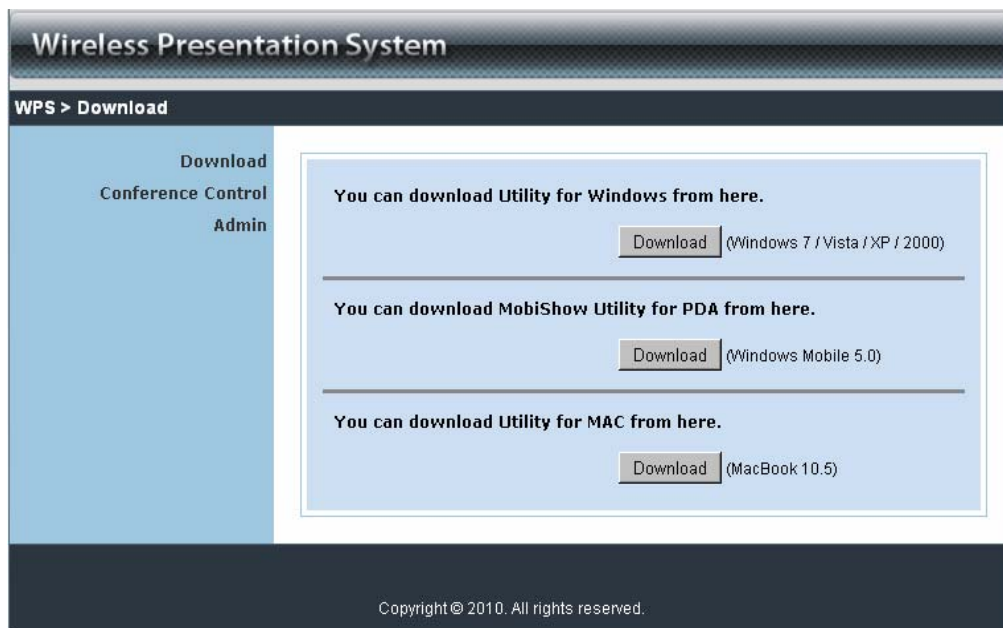 Wireless Presentation System
WPS > Download
Download
Conference Control
Admin
You can download Utility for Windows from here.
Download (Windows 7 / Vista / XP / 2000)
You can download MobiShow Utility for PDA from here.
Download (Windows Mobile 5.0)
You can download Utility for MAC from here.
Download (MacBook 10.5)
Copyright © 2010. All rights reserved.